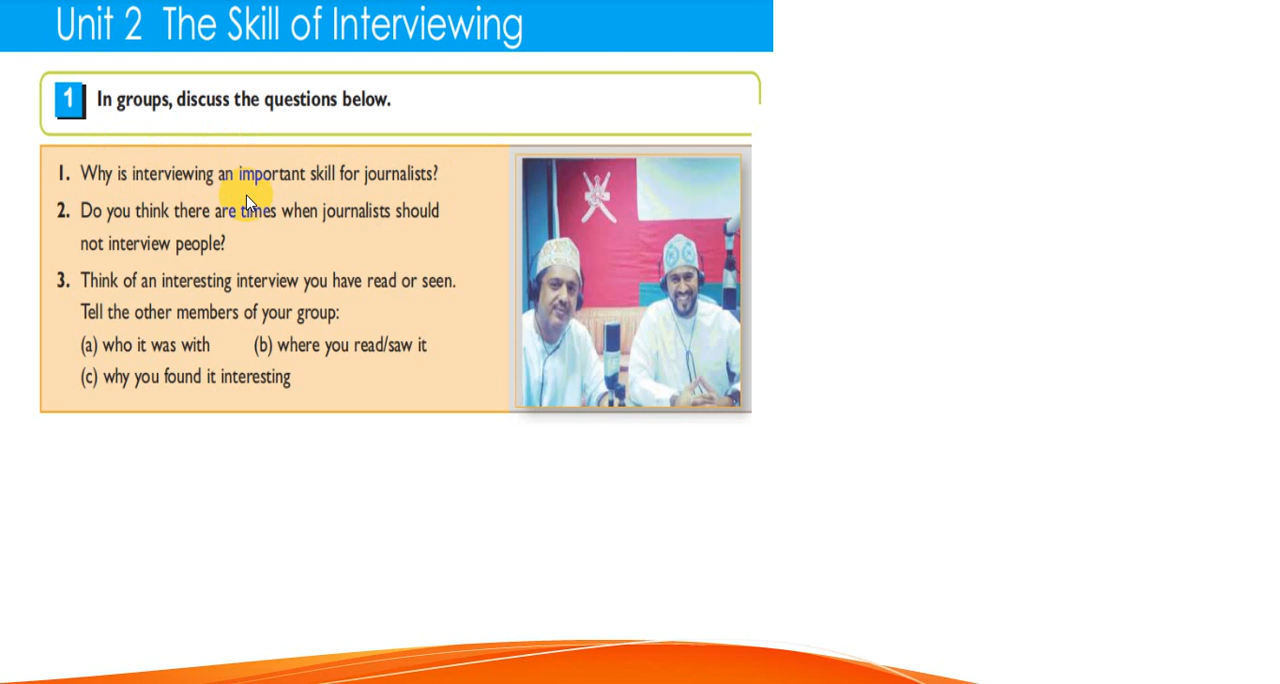 Unit 2 The Skill of Interviewing
1 In groups, discuss the questions below.
1. Why is interviewing an important skill for journalists?
2. Do you think there are times when journalists should
not interview people?
3. Think of an interesting interview you have read or seen.
Tell the other members of your group:
(a) who it was with (b) where you read/saw it
(c) why you found it interesting